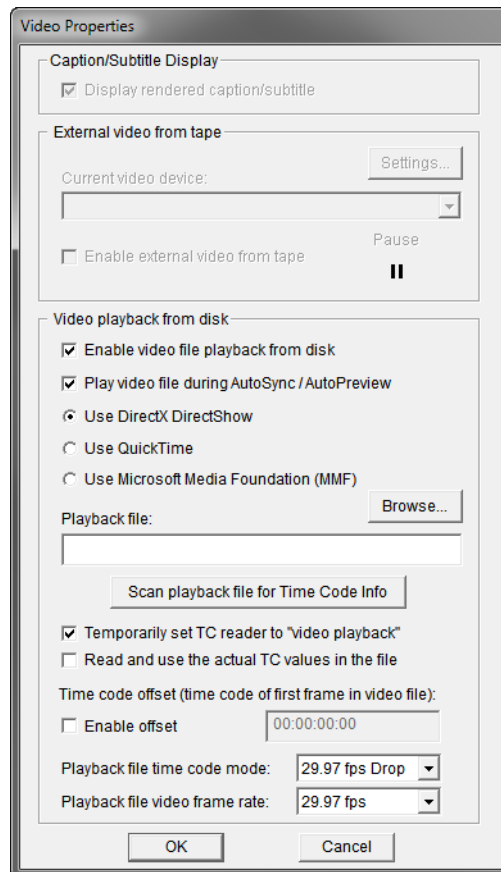 Video Properties
Caption/Subtitle Display
Display rendered caption/subtitle
External video from tape
Settings...
Current video device:
Enable external video from tape
Pause
Video playback from disk
Enable video file playback from disk
Play video file during AutoSync / AutoPreview
Use DirectX DirectShow
Use QuickTime
Use Microsoft Media Foundation (MMF)
Browse...
Playback file:
Scan playback file for Time Code Info
Temporarily set TC reader to "video playback"
Read and use the actual TC values in the file
Time code offset (time code of first frame in video file):
Enable offset 00:00:00:00
Playback file time code mode: 29.97 fps Drop
Playback file video frame rate: 29.97 fps
OK Cancel